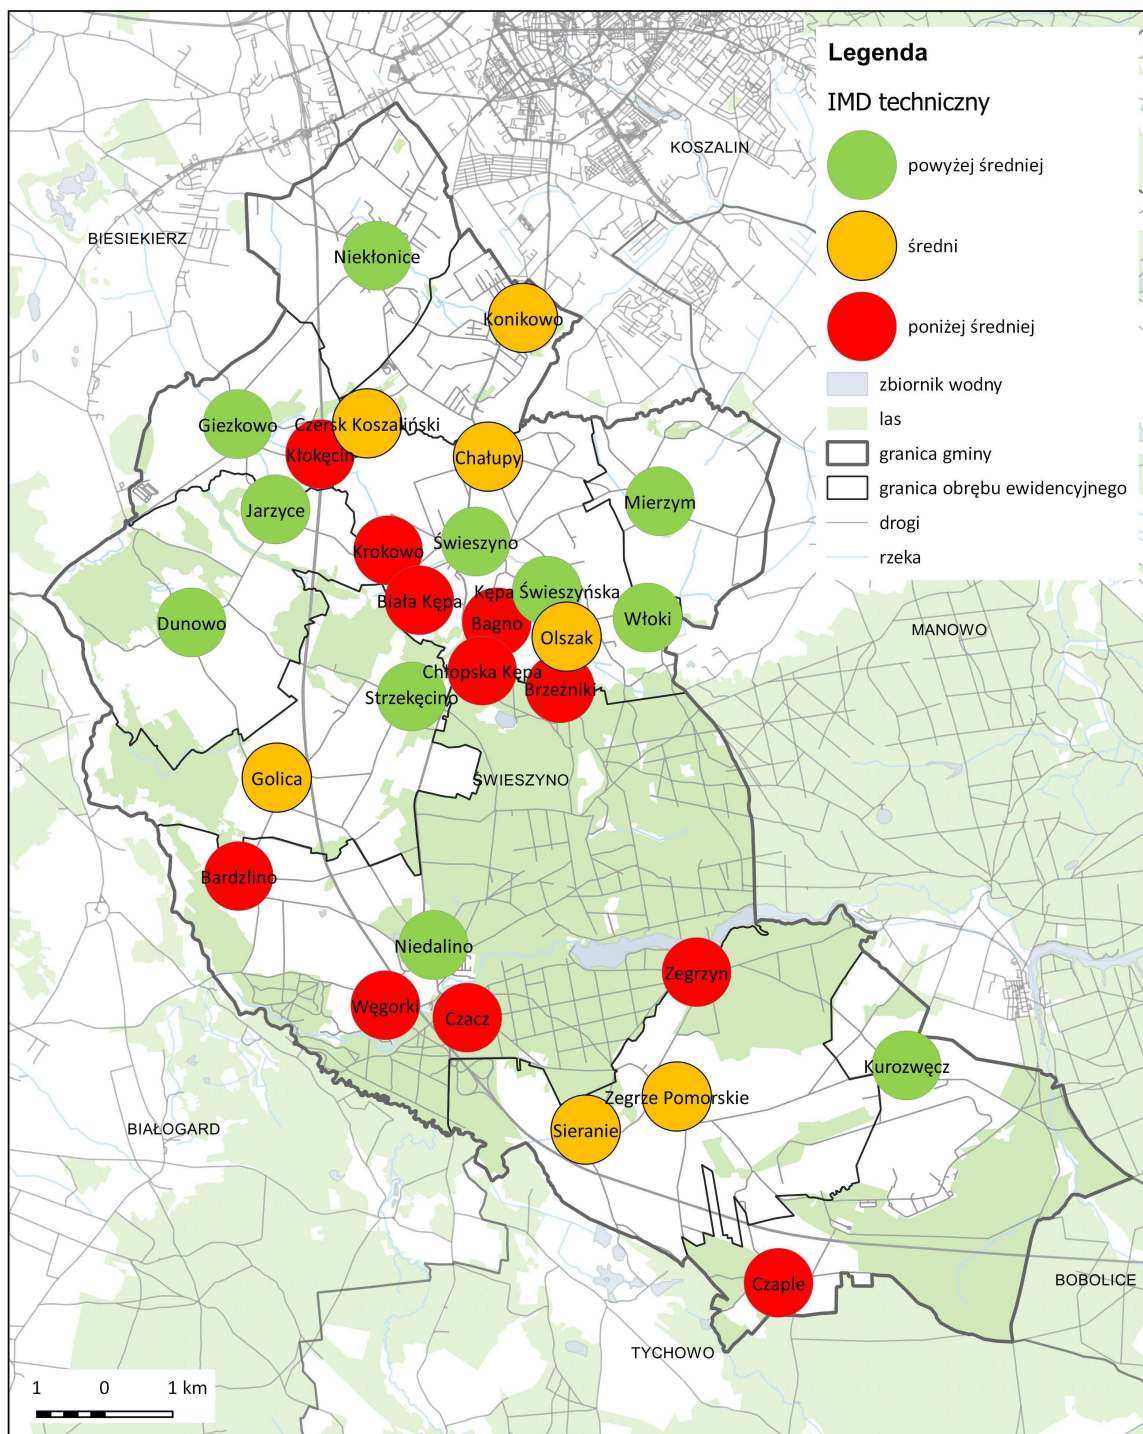 Legenda
IMD techniczny
powyżej średniej
średni
poniżej średniej
zbiornik wodny
las
granica gminy
granica obrębu ewidencyjnego
drogi
rzeka
KOSZALIN
BIESIEKIERZ
Niekłonice
Konikowo
Giezkowo
Czersk Koszaliński
Kłokęcin
Chałupy
Jarzyce
Mierzym
Krokowo
Świeszyno
Biała Kępa
Kępa Świeszyńska
Bagno
Włoki
Dunowo
Olszak
MANOWO
Chłopska Kępa
Brzeźniki
Strzekęcino
Golica
ŚWIESZYNO
Bardzlino
Niedalino
Zegrzyn
Węgorki
Czacz
Kurozwęcz
Zegrze Pomorskie
Sieranie
BIAŁOGARD
Czaple
BOBOLICE
TYCHOWO
1 0 1 km